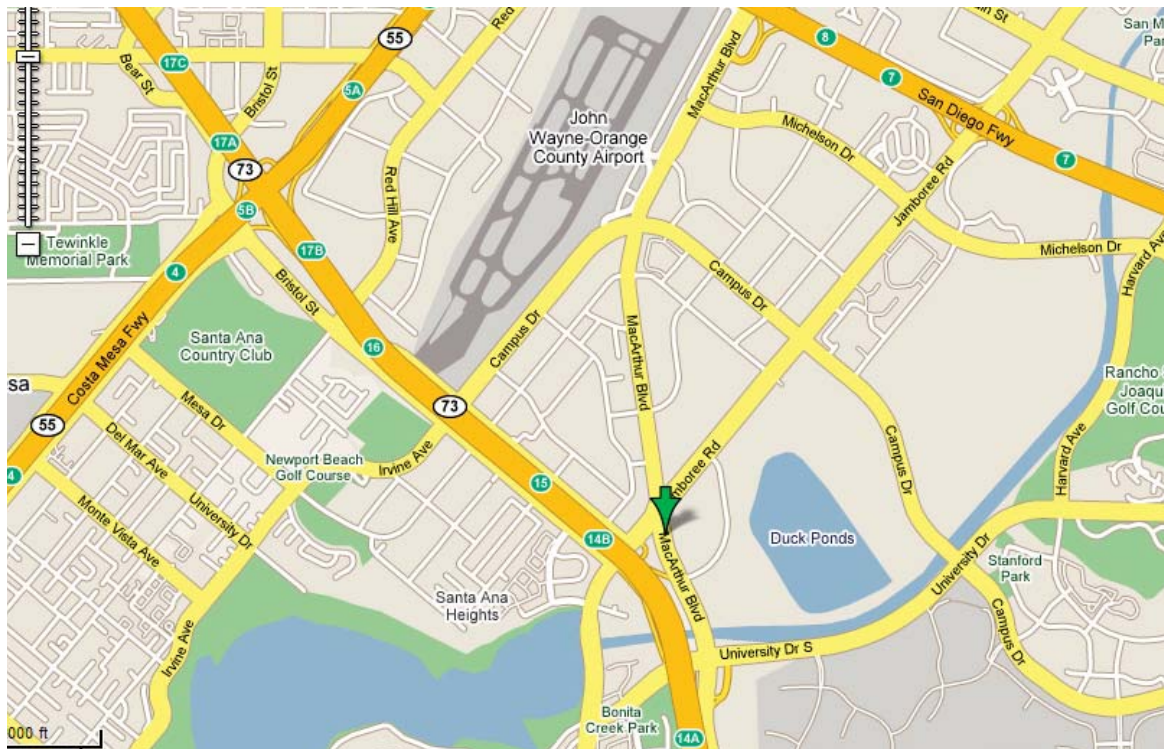 55
Red
MacArthur Blvd
8
17C
Bear St
Bristol St
5A
7
San Diego Fwy
John
Wayne-Orange
County Airport
Michelson Dr
17A
73
Red Hill Ave
7
Jamboree Rd
5B
Tewinkle
Memorial Park
17B
Michelson Dr
Harvard Ave
4
Bristol St
Campus Dr
Costa Mesa Fwy
Santa Ana
Country Club
16
Campus Dr
MacArthur Blvd
Rancho
Joaqu
Golf Cou
sa
55
Mesa Dr
73
Del Mar Ave
Newport Beach
Golf Course
Irvine Ave
Jamboree Rd
Campus Dr
Harvard Ave
4
15
University Dr
Monte Vista Ave
14B
MacArthur Blvd
Duck Ponds
University Dr
Stanford
Park
Santa Ana
Heights
Campus Dr
Irvine Ave
University Dr S
Bonita
Creek Park
000 ft
14A